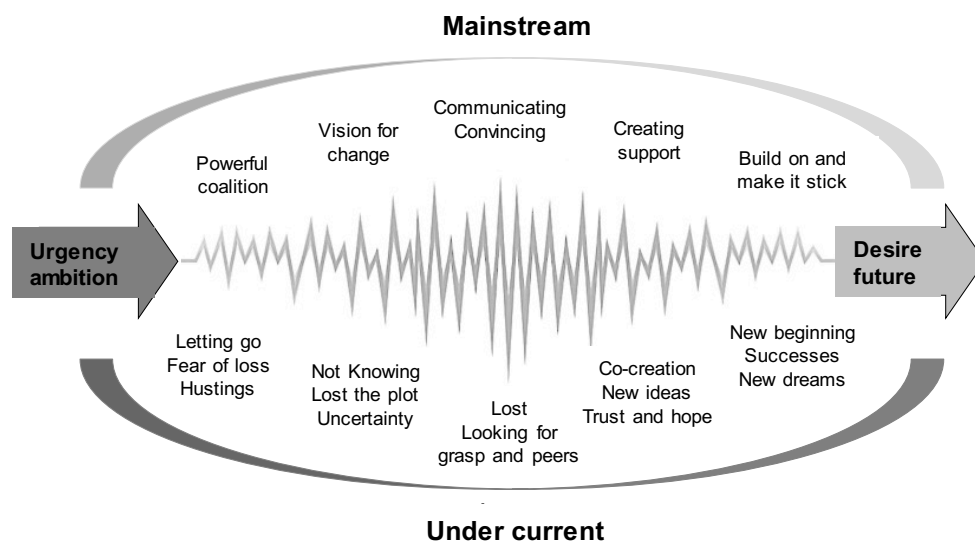 Mainstream
Communicating
Convincing
Vision for
change
Creating
support
Powerful
coalition
Build on and
make it stick
Urgency
ambition
Desire
future
Letting go
Fear of loss
Hustings
Not Knowing
Lost the plot
Uncertainty
Lost
Looking for
grasp and peers
Co-creation
New ideas
Trust and hope
New beginning
Successes
New dreams
Under current